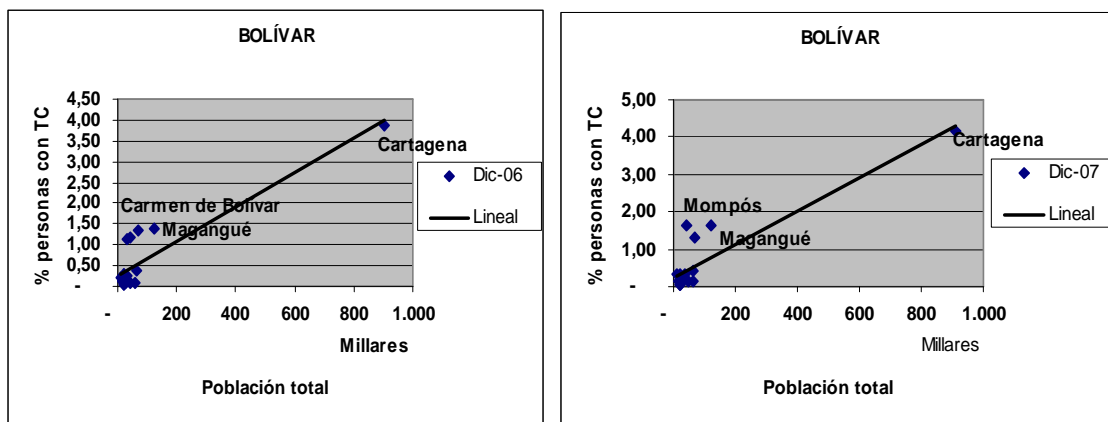 BOLÍVAR
4,50
4,00
3,50
3,00
2,50
2,00
1,50
1,00
0,50
-
% personas con TC
Cartagena
Carmen de Bolívar
Magangué
Dic-06
Lineal
- 200 400 600 800 1.000
Millares
Población total
BOLÍVAR
5,00
4,00
3,00
2,00
1,00
-
% personas con TC
Cartagena
Mompós
Magangué
Dic-07
Lineal
- 200 400 600 800 1.000
Millares
Población total